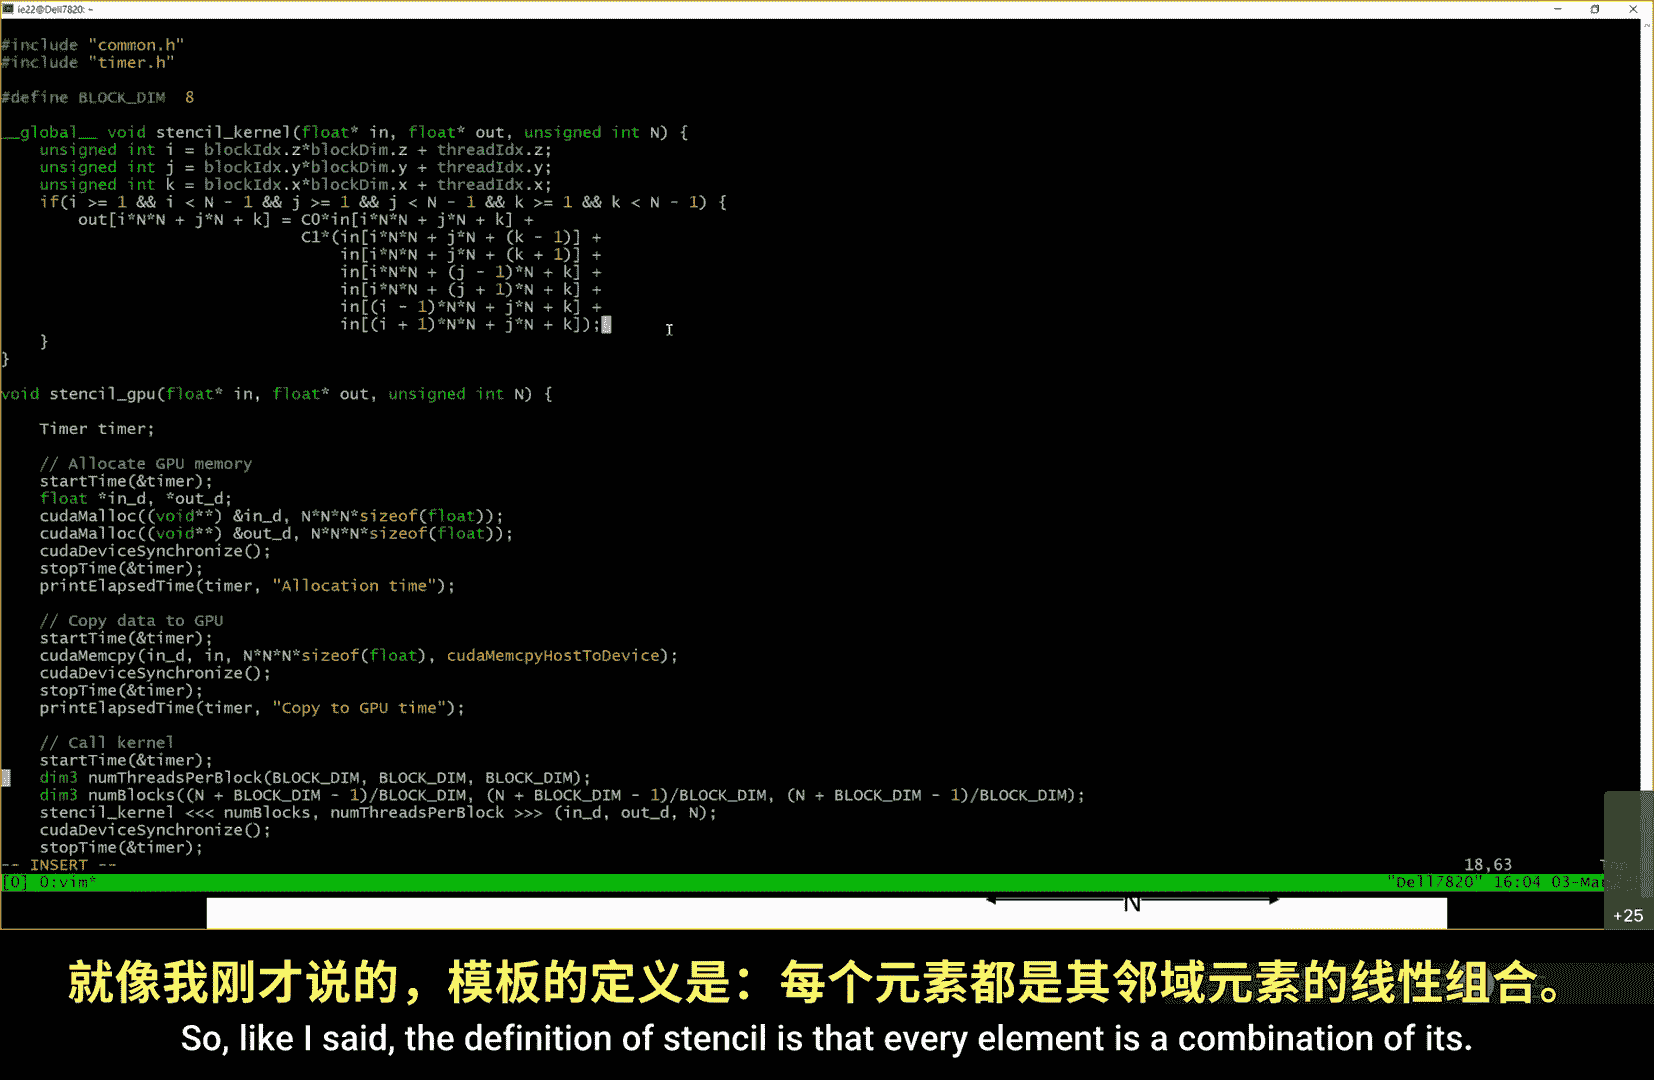 ie22@Dell7820: ~
#include "common.h"
#include "timer.h"
#define BLOCK_DIM  8
__global__ void stencil_kernel(float* in, float* out, unsigned int N) {
    unsigned int i = blockIdx.z*blockDim.z + threadIdx.z;
    unsigned int j = blockIdx.y*blockDim.y + threadIdx.y;
    unsigned int k = blockIdx.x*blockDim.x + threadIdx.x;
    if(i >= 1 && i < N - 1 && j >= 1 && j < N - 1 && k >= 1 && k < N - 1) {
        out[i*N*N + j*N + k] = C0*in[i*N*N + j*N + k] +
                               C1*(in[i*N*N + j*N + (k - 1)] +
                                   in[i*N*N + j*N + (k + 1)] +
                                   in[i*N*N + (j - 1)*N + k] +
                                   in[i*N*N + (j + 1)*N + k] +
                                   in[(i - 1)*N*N + j*N + k] +
                                   in[(i + 1)*N*N + j*N + k]);
    }
}
void stencil_gpu(float* in, float* out, unsigned int N) {
    Timer timer;
    // Allocate GPU memory
    startTime(&timer);
    float *in_d, *out_d;
    cudaMalloc((void**) &in_d, N*N*N*sizeof(float));
    cudaMalloc((void**) &out_d, N*N*N*sizeof(float));
    cudaDeviceSynchronize();
    stopTime(&timer);
    printElapsedTime(timer, "Allocation time");
    // Copy data to GPU
    startTime(&timer);
    cudaMemcpy(in_d, in, N*N*N*sizeof(float), cudaMemcpyHostToDevice);
    cudaDeviceSynchronize();
    stopTime(&timer);
    printElapsedTime(timer, "Copy to GPU time");
    // Call kernel
    startTime(&timer);
    dim3 numThreadsPerBlock(BLOCK_DIM, BLOCK_DIM, BLOCK_DIM);
    dim3 numBlocks((N + BLOCK_DIM - 1)/BLOCK_DIM, (N + BLOCK_DIM - 1)/BLOCK_DIM, (N + BLOCK_DIM - 1)/BLOCK_DIM);
    stencil_kernel <<< numBlocks, numThreadsPerBlock >>> (in_d, out_d, N);
    cudaDeviceSynchronize();
    stopTime(&timer);
-- INSERT -- 18,63 Top
[0] 0:vim* "Dell7820" 16:04 03-Mar
N
+25
就像我刚才说的，模板的定义是：每个元素都是其邻域元素的线性组合。
So, like I said, the definition of stencil is that every element is a combination of its.